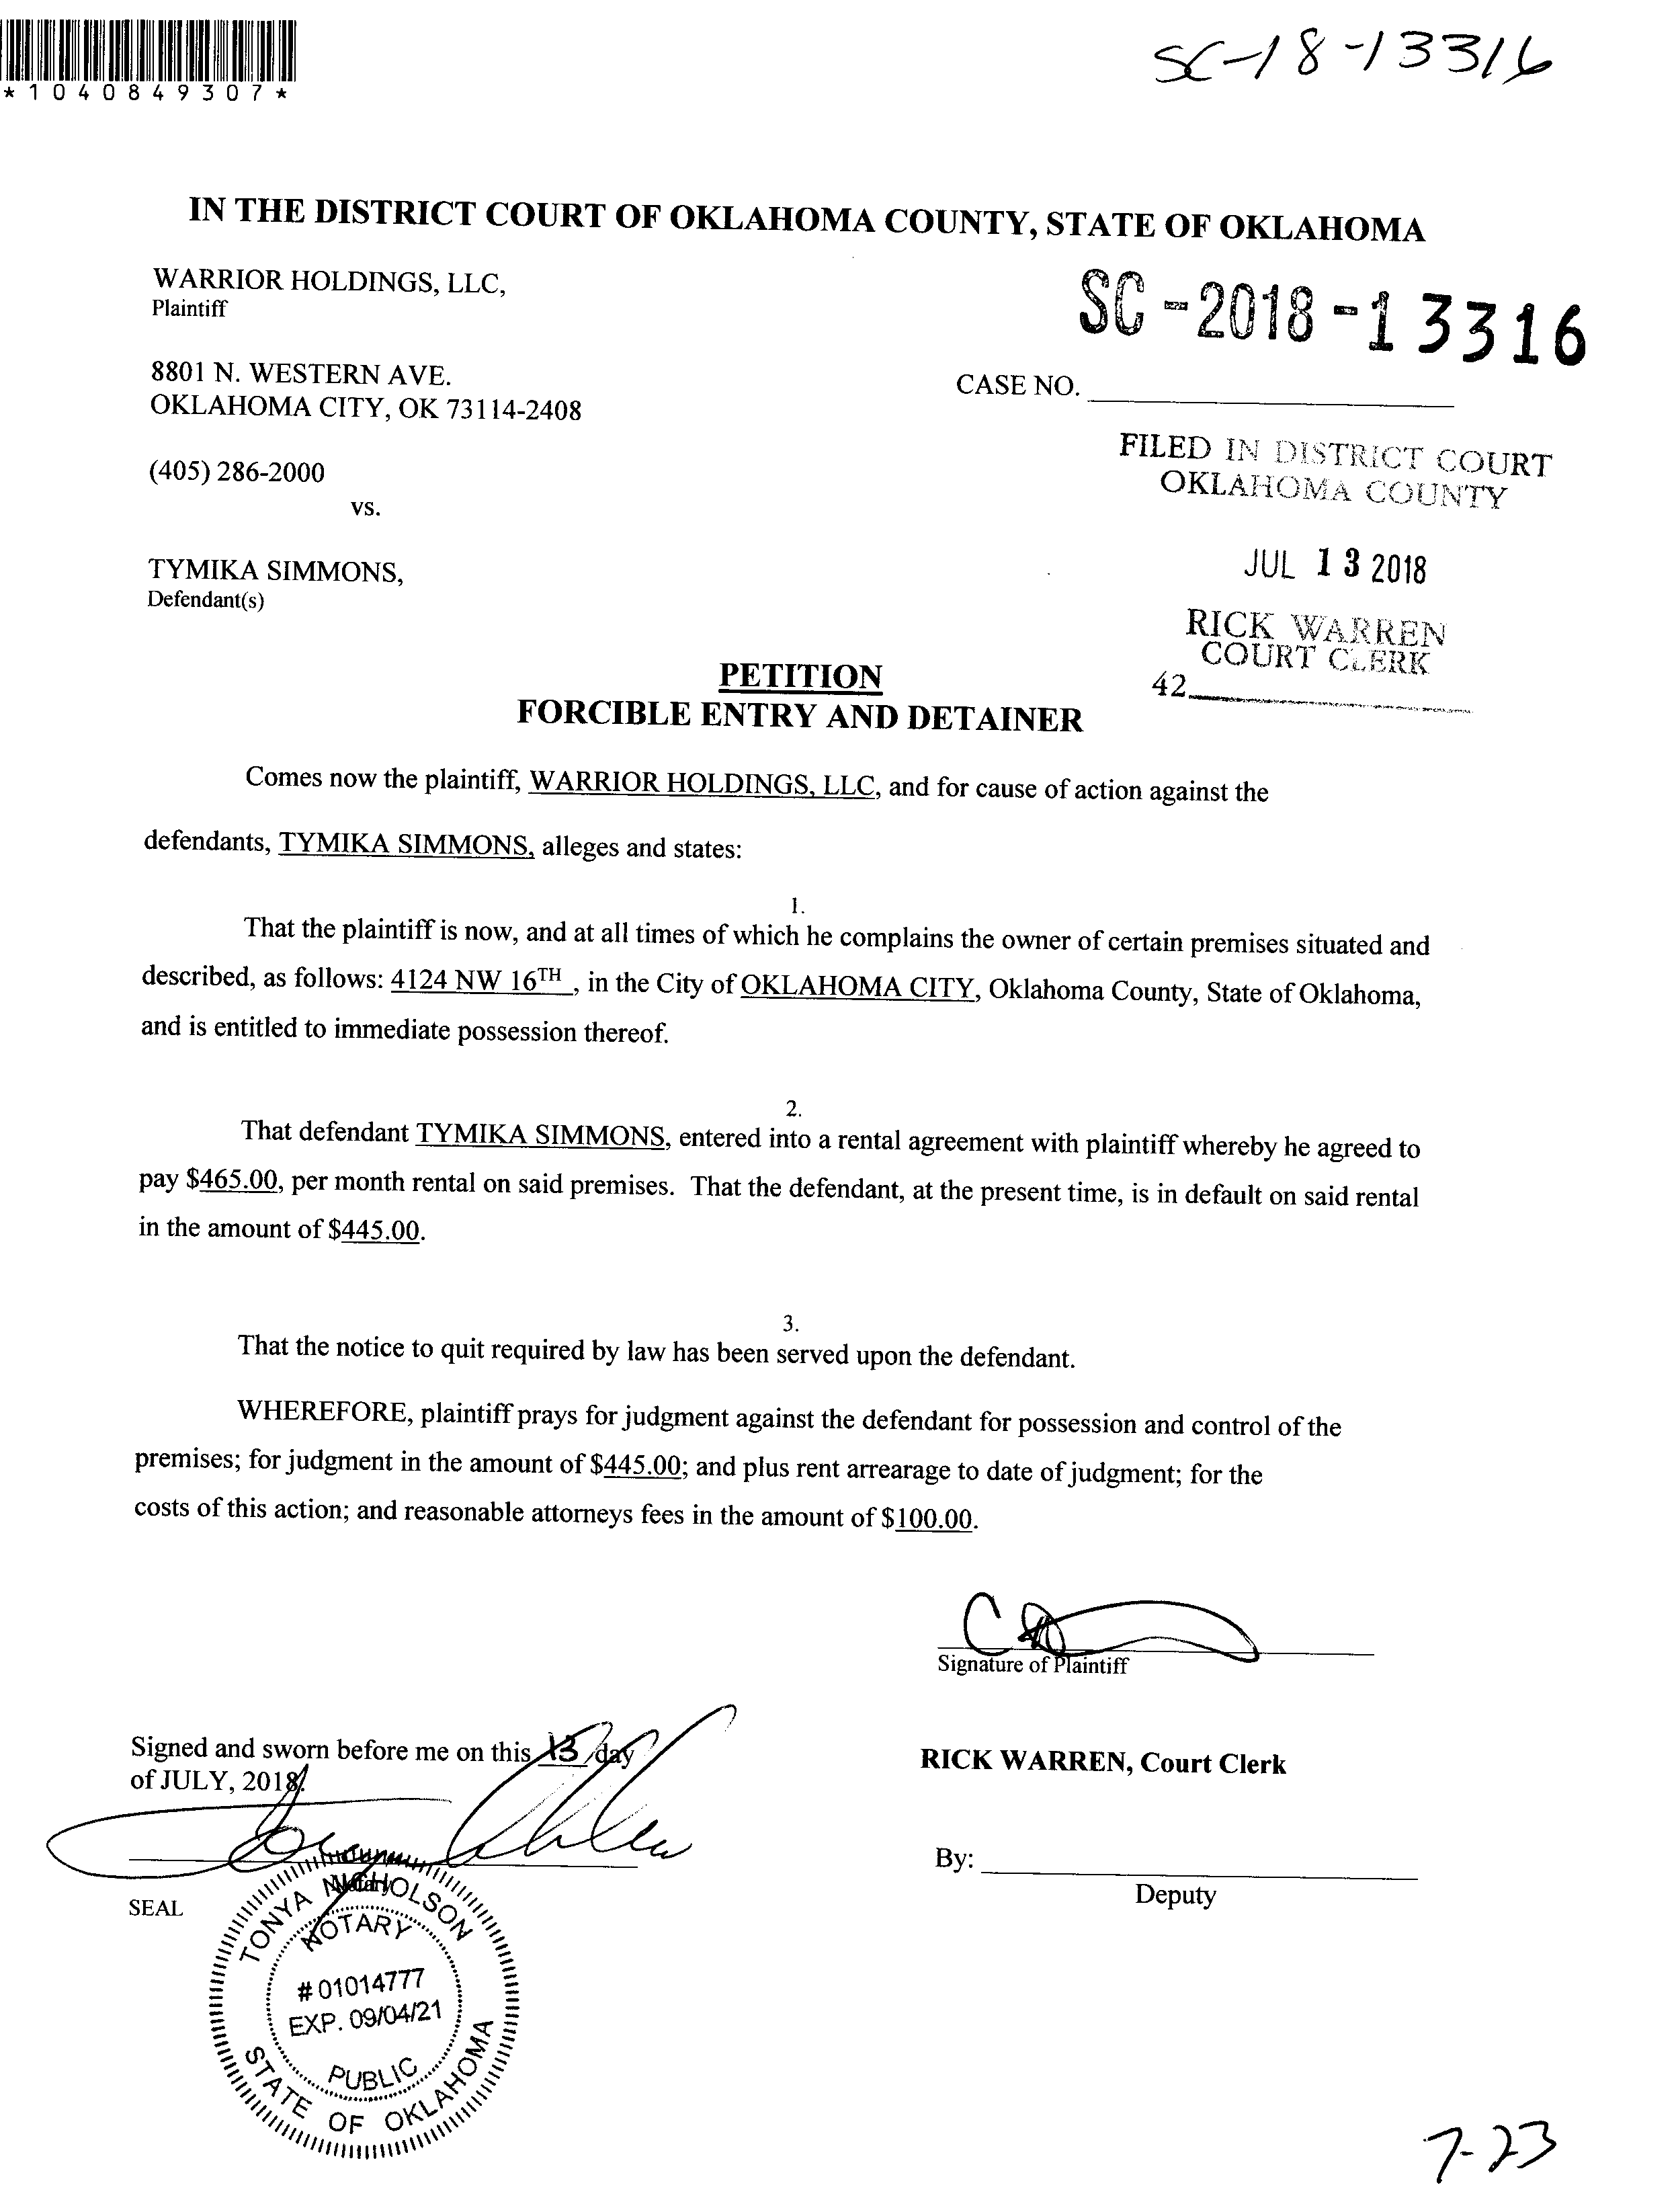 *1040849307*
SC-18-13316
IN THE DISTRICT COURT OF OKLAHOMA COUNTY, STATE OF OKLAHOMA
WARRIOR HOLDINGS, LLC,
Plaintiff
SC-2018-13316
8801 N. WESTERN AVE.
OKLAHOMA CITY, OK 73114-2408
CASE NO.
FILED IN DISTRICT COURT
OKLAHOMA COUNTY
(405) 286-2000
vs.
JUL 13 2018
TYMIKA SIMMONS,
Defendant(s)
RICK WARREN
COURT CLERK
42
PETITION
FORCIBLE ENTRY AND DETAINER
Comes now the plaintiff, WARRIOR HOLDINGS, LLC, and for cause of action against the
defendants, TYMIKA SIMMONS, alleges and states:
1.
That the plaintiff is now, and at all times of which he complains the owner of certain premises situated and
described, as follows: 4124 NW 16TH , in the City of OKLAHOMA CITY, Oklahoma County, State of Oklahoma,
and is entitled to immediate possession thereof.
2.
That defendant TYMIKA SIMMONS, entered into a rental agreement with plaintiff whereby he agreed to
pay $465.00, per month rental on said premises. That the defendant, at the present time, is in default on said rental
in the amount of $445.00.
3.
That the notice to quit required by law has been served upon the defendant.
WHEREFORE, plaintiff prays for judgment against the defendant for possession and control of the
premises; for judgment in the amount of $445.00; and plus rent arrearage to date of judgment; for the
costs of this action; and reasonable attorneys fees in the amount of $100.00.
Signature of Plaintiff
Signed and sworn before me on this 13 day
of JULY, 2018.
RICK WARREN, Court Clerk
By:
Deputy
Notary
SEAL
TONYA NICHOLSON
NOTARY
#01014777
EXP. 09/04/21
PUBLIC
STATE OF OKLAHOMA
7-23